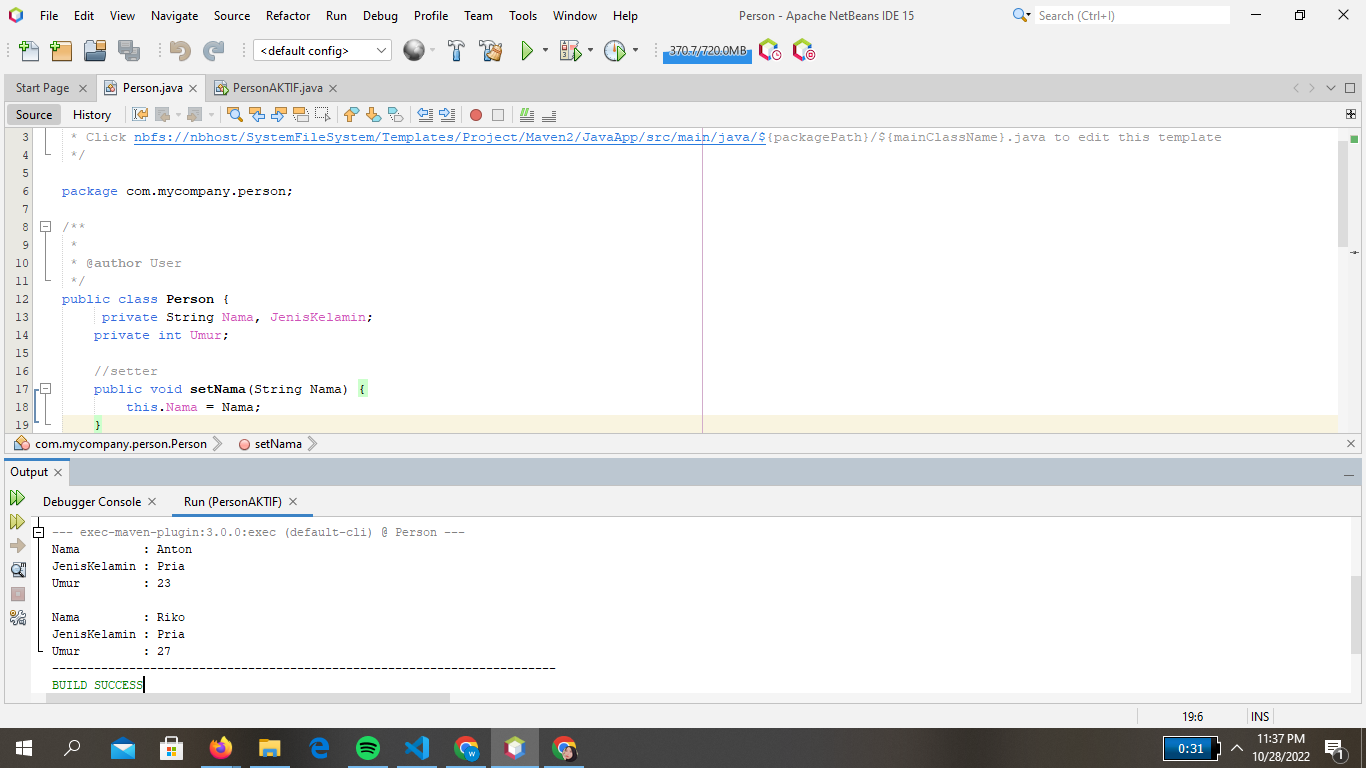 File Edit View Navigate Source Refactor Run Debug Profile Team Tools Window Help Person - Apache NetBeans IDE 15 Search (Ctrl+I)
<default config> 370.7/720.0MB
Start Page Person.java PersonAKTIF.java
Source History
3 * Click nbfs://nbhost/SystemFileSystem/Templates/Project/Maven2/JavaApp/src/main/java/${packagePath}/${mainClassName}.java to edit this template
4 */
5
6 package com.mycompany.person;
7
8 /**
9 *
10 * @author User
11 */
12 public class Person {
13 private String Nama, JenisKelamin;
14 private int Umur;
15
16 //setter
17 public void setNama(String Nama) {
18 this.Nama = Nama;
19 }
com.mycompany.person.Person setNama
Output
Debugger Console Run (PersonAKTIF)
--- exec-maven-plugin:3.0.0:exec (default-cli) @ Person ---
Nama : Anton
JenisKelamin : Pria
Umur : 23
Nama : Riko
JenisKelamin : Pria
Umur : 27
------------------------------------------------------------------------
BUILD SUCCESS
19:6 INS
0:31 11:37 PM
10/28/2022 1